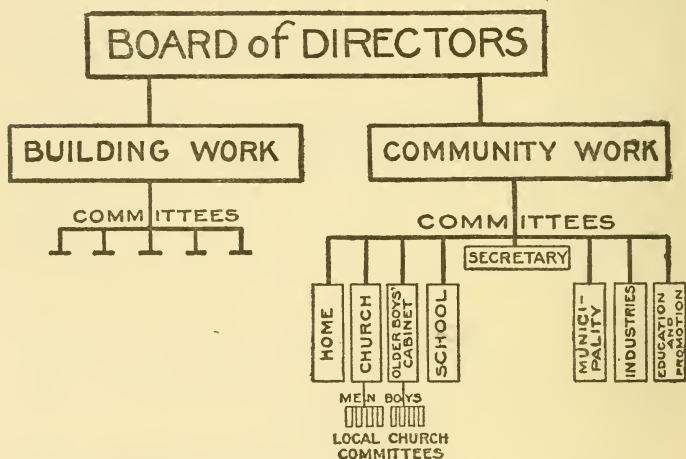 BOARD of DIRECTORS
BUILDING WORK
COMMUNITY WORK
COMMITTEES
COMMITTEES
SECRETARY
HOME
CHURCH
OLDER BOYS'
CABINET
SCHOOL
MUNICI-
PALITY
INDUSTRIES
EDUCATION
AND
PROMOTION
MEN BOYS
LOCAL CHURCH
COMMITTEES